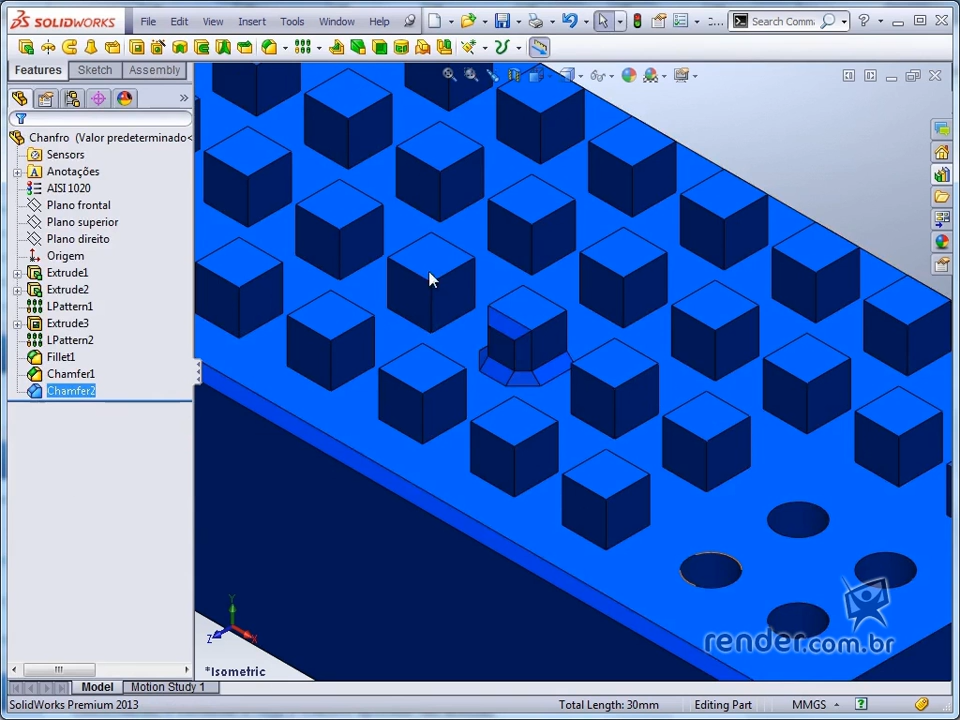 SOLIDWORKS File Edit View Insert Tools Window Help Search Comma
Features Sketch Assembly
Chanfro (Valor predeterminado<
Sensors
Anotações
AISI 1020
Plano frontal
Plano superior
Plano direito
Origem
Extrude1
Extrude2
LPattern1
Extrude3
LPattern2
Fillet1
Chamfer1
Chamfer2
Y
Z
X
*Isometric
render.com.br
Model Motion Study 1
SolidWorks Premium 2013 Total Length: 30mm Editing Part MMGS